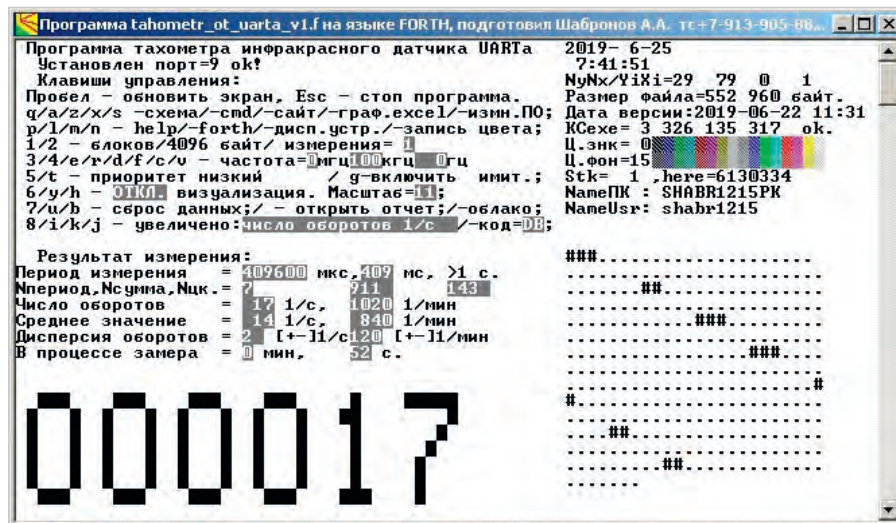 Программа tahometr_ot_uarta_v1.f на языке FORTH, подготовил Шабронов А.А. тс+7-913-905-88...
Программа тахометра инфракрасного датчика UARTа
Установлен порт=9 ok!
Клавиши управления:
Пробел - обновить экран, Esc - стоп программа.
q/a/z/x/s -схема/-cmd/-сайт/-граф.excel/-измн.ПО;
p/l/m/n - help/-forth/-дисп.устр./-запись цвета;
1/2 - блоков/4096 байт/ измерения= 1
3/4/e/r/d/f/c/v - частота=0мгц100кгц 0гц
5/t - приоритет низкий / g-включить имит.;
6/y/h - ОТКЛ. визуализация. Масштаб=11;
7/u/b - сброс данных;/ - открыть отчет;/-облако;
8/i/k/j - увеличено:число оборотов 1/с /-код=DB;
Результат измерения:
Период измерения = 409600 мкс,409 мс, >1 с.
Nпериод,Nсумма,Nцк.= 7 911 143
Число оборотов = 17 1/с, 1020 1/мин
Среднее значение = 14 1/с, 840 1/мин
Дисперсия оборотов = 2 [+-]1/с120 [+-]1/мин
В процессе замера = 0 мин, 52 с.
000017
2019- 6-25
7:41:51
NyNx/YiXi=29 79 0 1
Размер файла=552 960 байт.
Дата версии:2019-06-22 11:31
КСехе= 3 326 135 317 ok.
Ц.знк= 0
Ц.фон=15
Stk= 1 ,here=6130334
NameПК : SHABR1215PK
NameUsr: shabr1215
###.....................
........................
.......##...............
........................
............###.........
........................
.................###....
........................
.......................#
#.......................
........................
....##..................
........................
.........##.............
.......